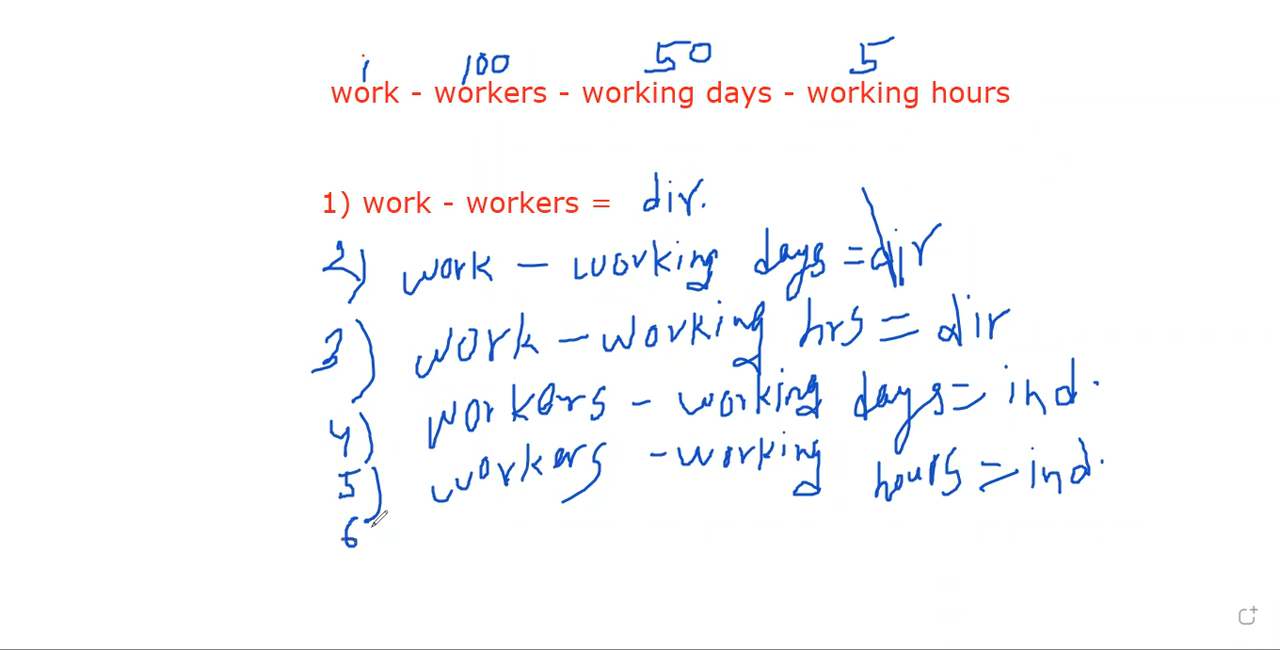 1 100 50 5
work - workers - working days - working hours
1) work - workers = dir.
2) work - working days = dir
3) work - working hrs = dir
4) workers - working days = ind.
5) workers - working hours = ind.
6